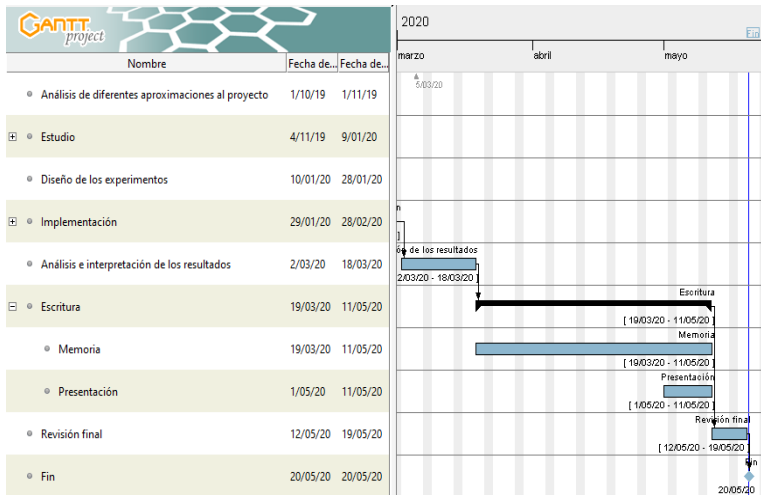 GANTT
project
2020
Fin
Nombre Fecha de... Fecha de...
marzo abril mayo
5/03/20
Análisis de diferentes aproximaciones al proyecto 1/10/19 1/11/19
Estudio 4/11/19 9/01/20
Diseño de los experimentos 10/01/20 28/01/20
n
Implementación 29/01/20 28/02/20
]
ón de los resultados
Análisis e interpretación de los resultados 2/03/20 18/03/20
2/03/20 - 18/03/20 ]
Escritura
Escritura 19/03/20 11/05/20
[ 19/03/20 - 11/05/20 ]
Memoria
Memoria 19/03/20 11/05/20
[ 19/03/20 - 11/05/20 ]
Presentación
Presentación 1/05/20 11/05/20
[ 1/05/20 - 11/05/20 ]
Revisión final
Revisión final 12/05/20 19/05/20
[ 12/05/20 - 19/05/20 ]
Fin
Fin 20/05/20 20/05/20
20/05/20